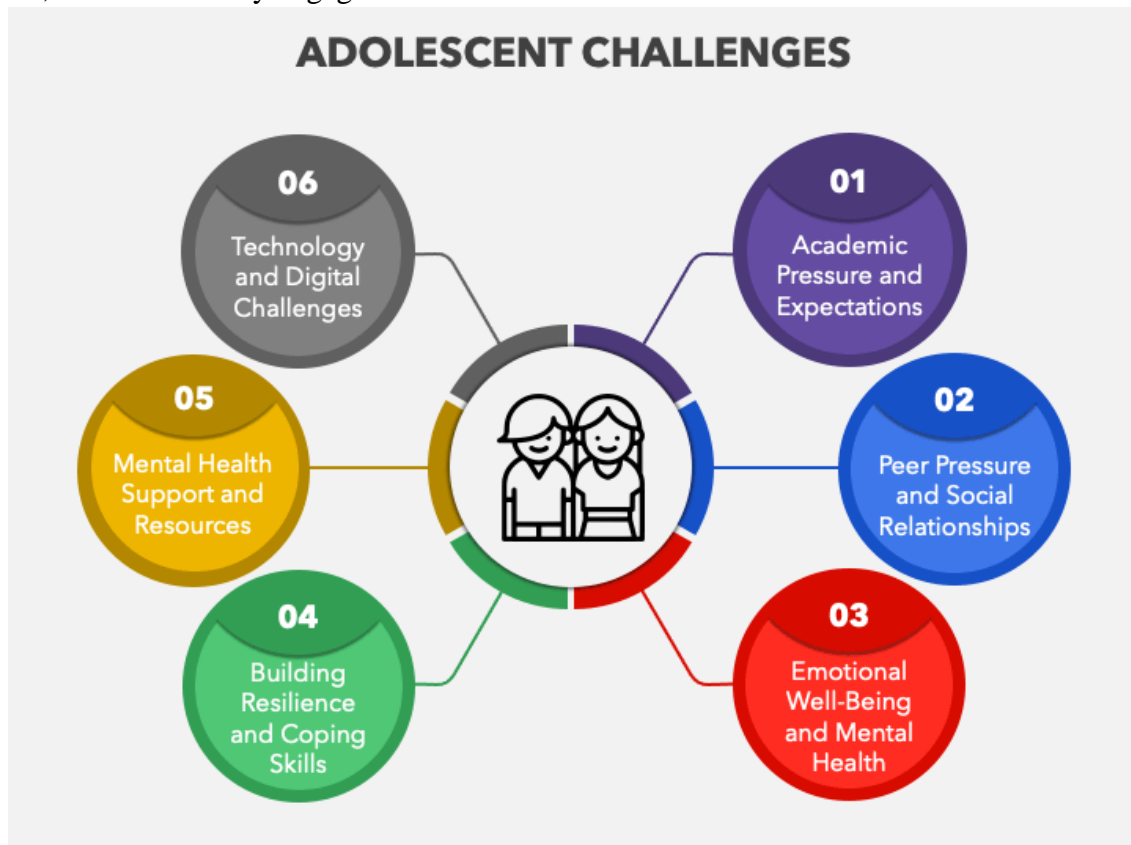 ADOLESCENT CHALLENGES
01
Academic
Pressure and
Expectations
02
Peer Pressure
and Social
Relationships
03
Emotional
Well-Being
and Mental
Health
04
Building
Resilience
and Coping
Skills
05
Mental Health
Support and
Resources
06
Technology
and Digital
Challenges